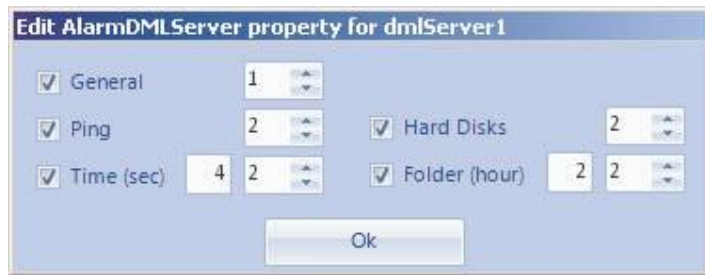 Edit AlarmDMLServer property for dmlServer1
General 1
Ping 2 Hard Disks 2
Time (sec) 4 2 Folder (hour) 2 2
Ok